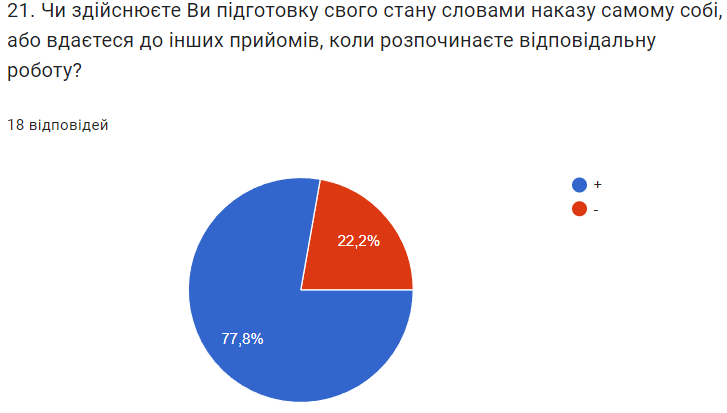 21. Чи здійснюєте Ви підготовку свого стану словами наказу самому собі,
або вдаєтеся до інших прийомів, коли розпочинаєте відповідальну
роботу?
18 відповідей
+
-
22,2%
77,8%